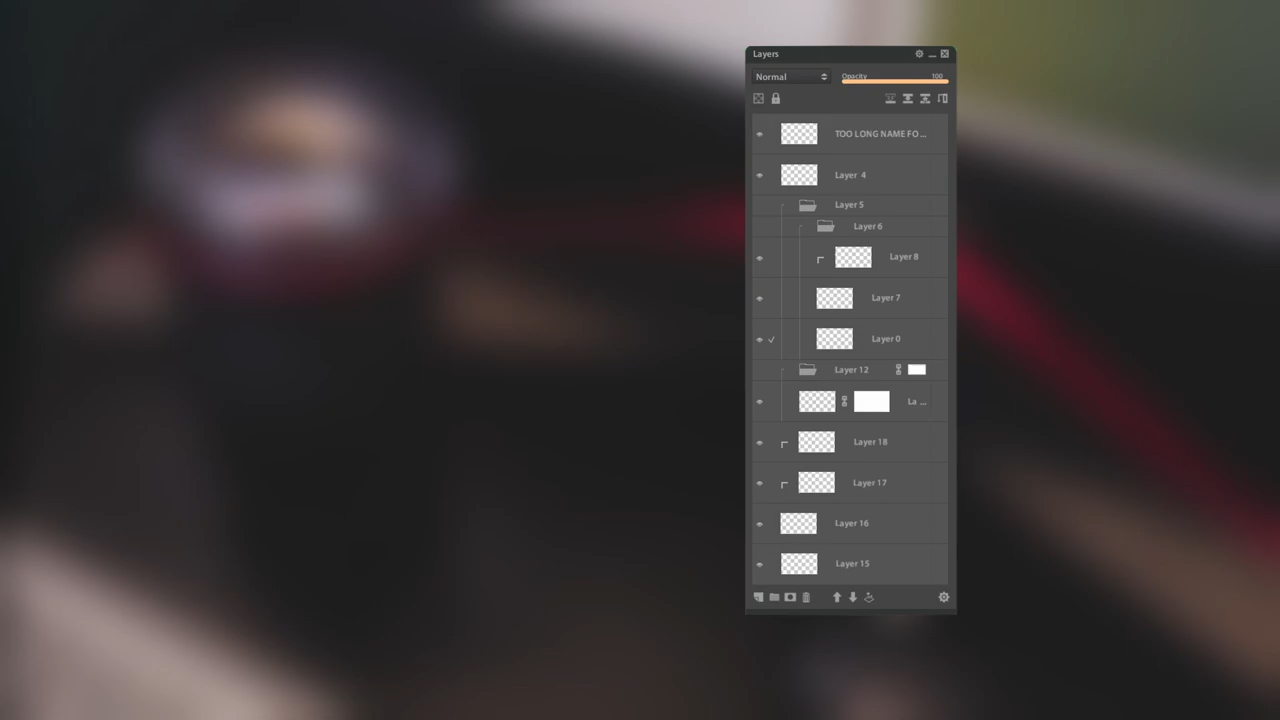 Layers
Normal
Opacity 100
TOO LONG NAME FO ...
Layer 4
Layer 5
Layer 6
Layer 8
Layer 7
Layer 0
Layer 12
La ...
Layer 18
Layer 17
Layer 16
Layer 15